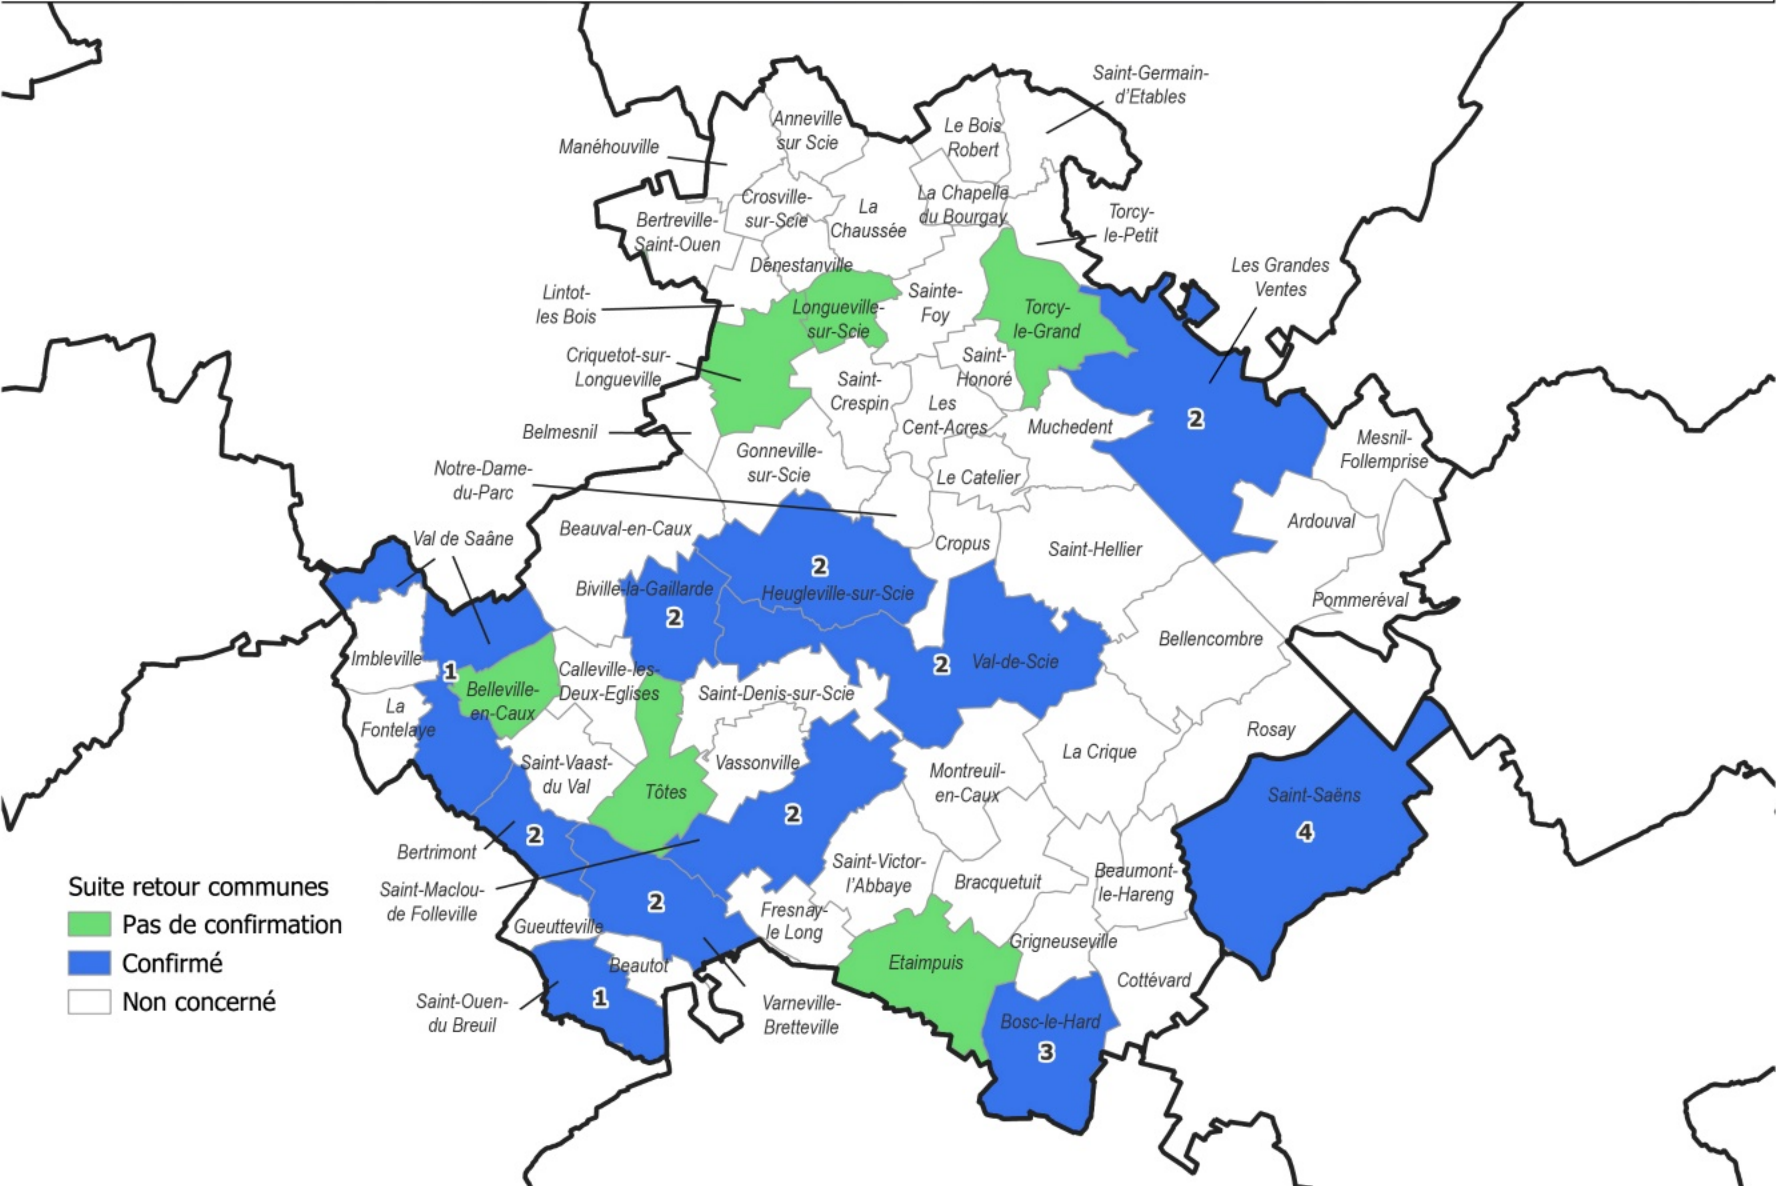 Saint-Germain-
d'Etables
Anneville
sur Scie
Le Bois
Robert
Manéhouville
Crosville-
sur-Scie
La Chapelle
du Bourgay
La
Chaussée
Bertreville-
Saint-Ouen
Torcy-
le-Petit
Dénestanville
Les Grandes
Ventes
Lintot-
les Bois
Longueville-
sur-Scie
Sainte-
Foy
Torcy-
le-Grand
Criquetot-sur-
Longueville
Saint-
Honoré
Saint-
Crespin
Les
Cent-Acres
2
Muchedent
Belmesnil
Mesnil-
Follemprise
Gonneville-
sur-Scie
Notre-Dame-
du-Parc
Le Catelier
Beauval-en-Caux
Ardouval
Val de Saâne
Cropus
Saint-Hellier
2
Biville-la-Gaillarde
Heugleville-sur-Scie
2
Pommeréval
Bellencombre
Imbleville
1
Calleville-les-
Deux-Eglises
2
Val-de-Scie
Belleville-
en-Caux
Saint-Denis-sur-Scie
La
Fontelaye
Rosay
Saint-Vaast-
du Val
Vassonville
La Crique
Montreuil-
en-Caux
Tôtes
Saint-Saëns
4
2
2
Bertrimont
Saint-Victor-
l'Abbaye
Bracquetuit
Beaumont-
le-Hareng
Saint-Maclou-
de Folleville
2
Fresnay-
le Long
Gueutteville
Grigneuseville
Etaimpuis
Beautot
Cottévard
1
Saint-Ouen-
du Breuil
Varneville-
Bretteville
Bosc-le-Hard
3
Suite retour communes
Pas de confirmation
Confirmé
Non concerné